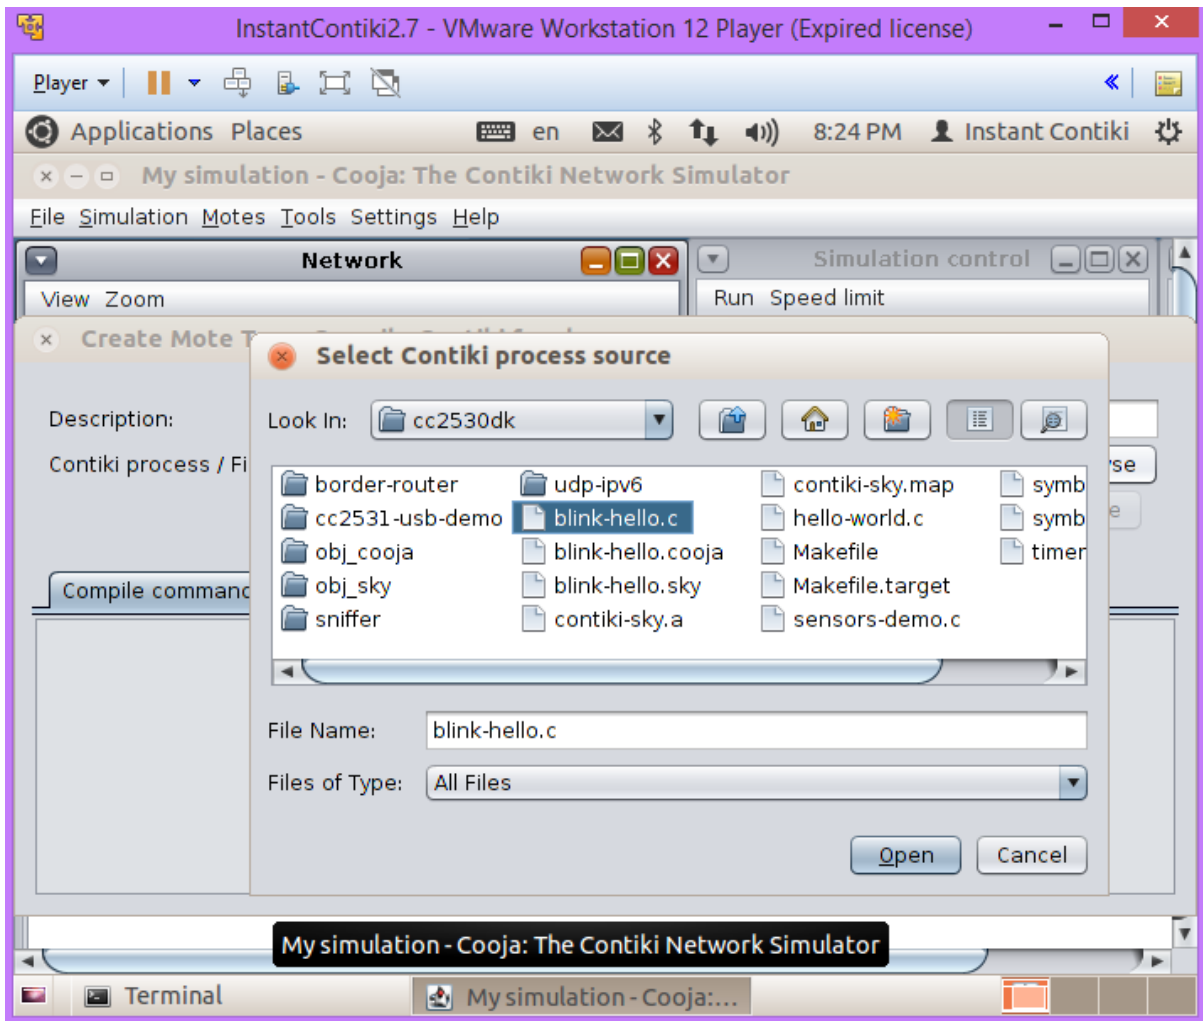 InstantContiki2.7 - VMware Workstation 12 Player (Expired license)
Player
Applications Places en 8:24 PM Instant Contiki
My simulation - Cooja: The Contiki Network Simulator
File Simulation Motes Tools Settings Help
Network
Simulation control
View Zoom
Run Speed limit
Create Mote
Select Contiki process source
Description:
Look In: cc2530dk
Contiki process / Fi
se
border-router udp-ipv6 contiki-sky.map symb
cc2531-usb-demo blink-hello.c hello-world.c symb
obj_cooja blink-hello.cooja Makefile timer
obj_sky blink-hello.sky Makefile.target
sniffer contiki-sky.a sensors-demo.c
Compile command
File Name: blink-hello.c
Files of Type: All Files
Open Cancel
My simulation - Cooja: The Contiki Network Simulator
Terminal My simulation - Cooja:...